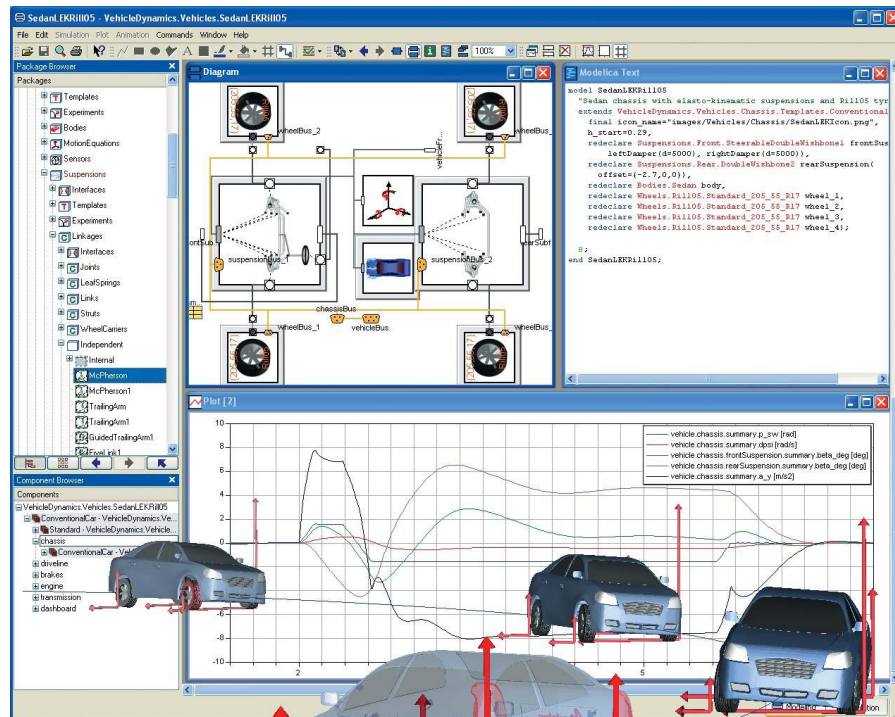 SedanLEKRill05 - VehicleDynamics.Vehicles.SedanLEKRill05
File Edit Simulation Plot Animation Commands Window Help
100%
Package Browser
Packages
Templates
Experiments
Bodies
MotionEquations
Sensors
Suspensions
Interfaces
Templates
Experiments
Linkages
Interfaces
Joints
LeafSprings
Links
Struts
WheelCarriers
Independent
Internal
McPherson
McPherson1
TrailingArm
TrailingArm1
GuidedTrailingArm1
FiveLink1
Component Browser
Components
VehicleDynamics.Vehicles.SedanLEKRill05
ConventionalCar - VehicleDynamics.Ve...
Standard - VehicleDynamics.Vehicle...
chassis
ConventionalCar - Veh
driveline
brakes
engine
transmission
dashboard
Diagram
wheelBus_2
wheelBus_
vehicleFr...
suspensionBus_1
suspensionBus_2
ontSub
earSubf
chassisBus
vehicleBus
wheelBus_1
wheelBus_
Modelica Text
model SedanLEKRill05
"Sedan chassis with elasto-kinematic suspensions and Rill05 tyr
extends VehicleDynamics.Vehicles.Chassis.Templates.Conventional
final icon_name="images/Vehicles/Chassis/SedanLEKIcon.png",
h_start=0.29,
redeclare Suspensions.Front.SteerableDoubleWishbone1 frontSus
leftDamper(d=5000), rightDamper(d=5000)),
redeclare Suspensions.Rear.DoubleWishbone2 rearSuspension(
offset={-2.7,0,0}),
redeclare Bodies.Sedan body,
redeclare Wheels.Rill05.Standard_205_55_R17 wheel_1,
redeclare Wheels.Rill05.Standard_205_55_R17 wheel_2,
redeclare Wheels.Rill05.Standard_205_55_R17 wheel_3,
redeclare Wheels.Rill05.Standard_205_55_R17 wheel_4);
end SedanLEKRill05;
Plot [2]
vehicle.chassis.summary.p_sw [rad]
vehicle.chassis.summary.dpsi [rad/s]
vehicle.chassis.frontSuspension.summary.beta_deg [deg]
vehicle.chassis.rearSuspension.summary.beta_deg [deg]
vehicle.chassis.summary.a_y [m/s2]
10
8
6
4
2
0
-2
-4
-6
-8
-10
2
5